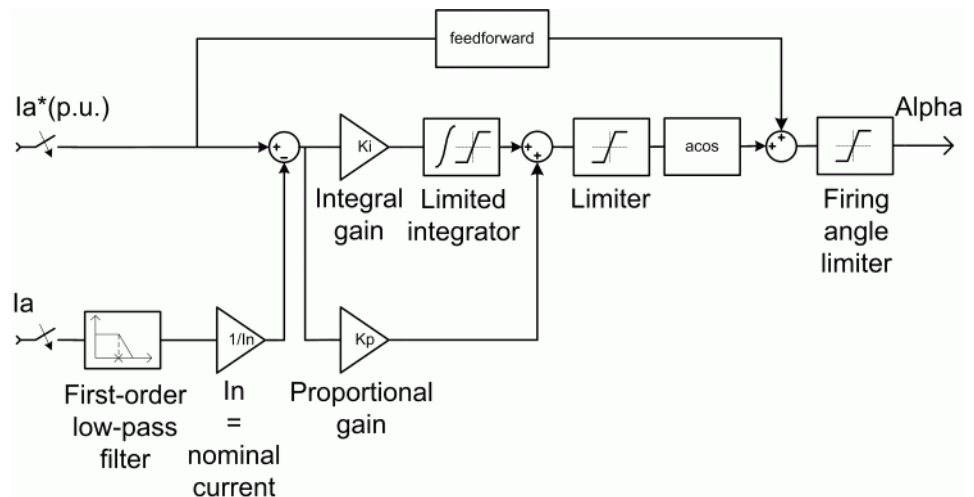 feedforward
Ia*(p.u.)
Alpha
+
−
Ki
+
+
acos
+
+
Integral
gain
Limited
integrator
Limiter
Firing
angle
limiter
Ia
1/In
Kp
First-order
low-pass
filter
In
=
nominal
current
Proportional
gain